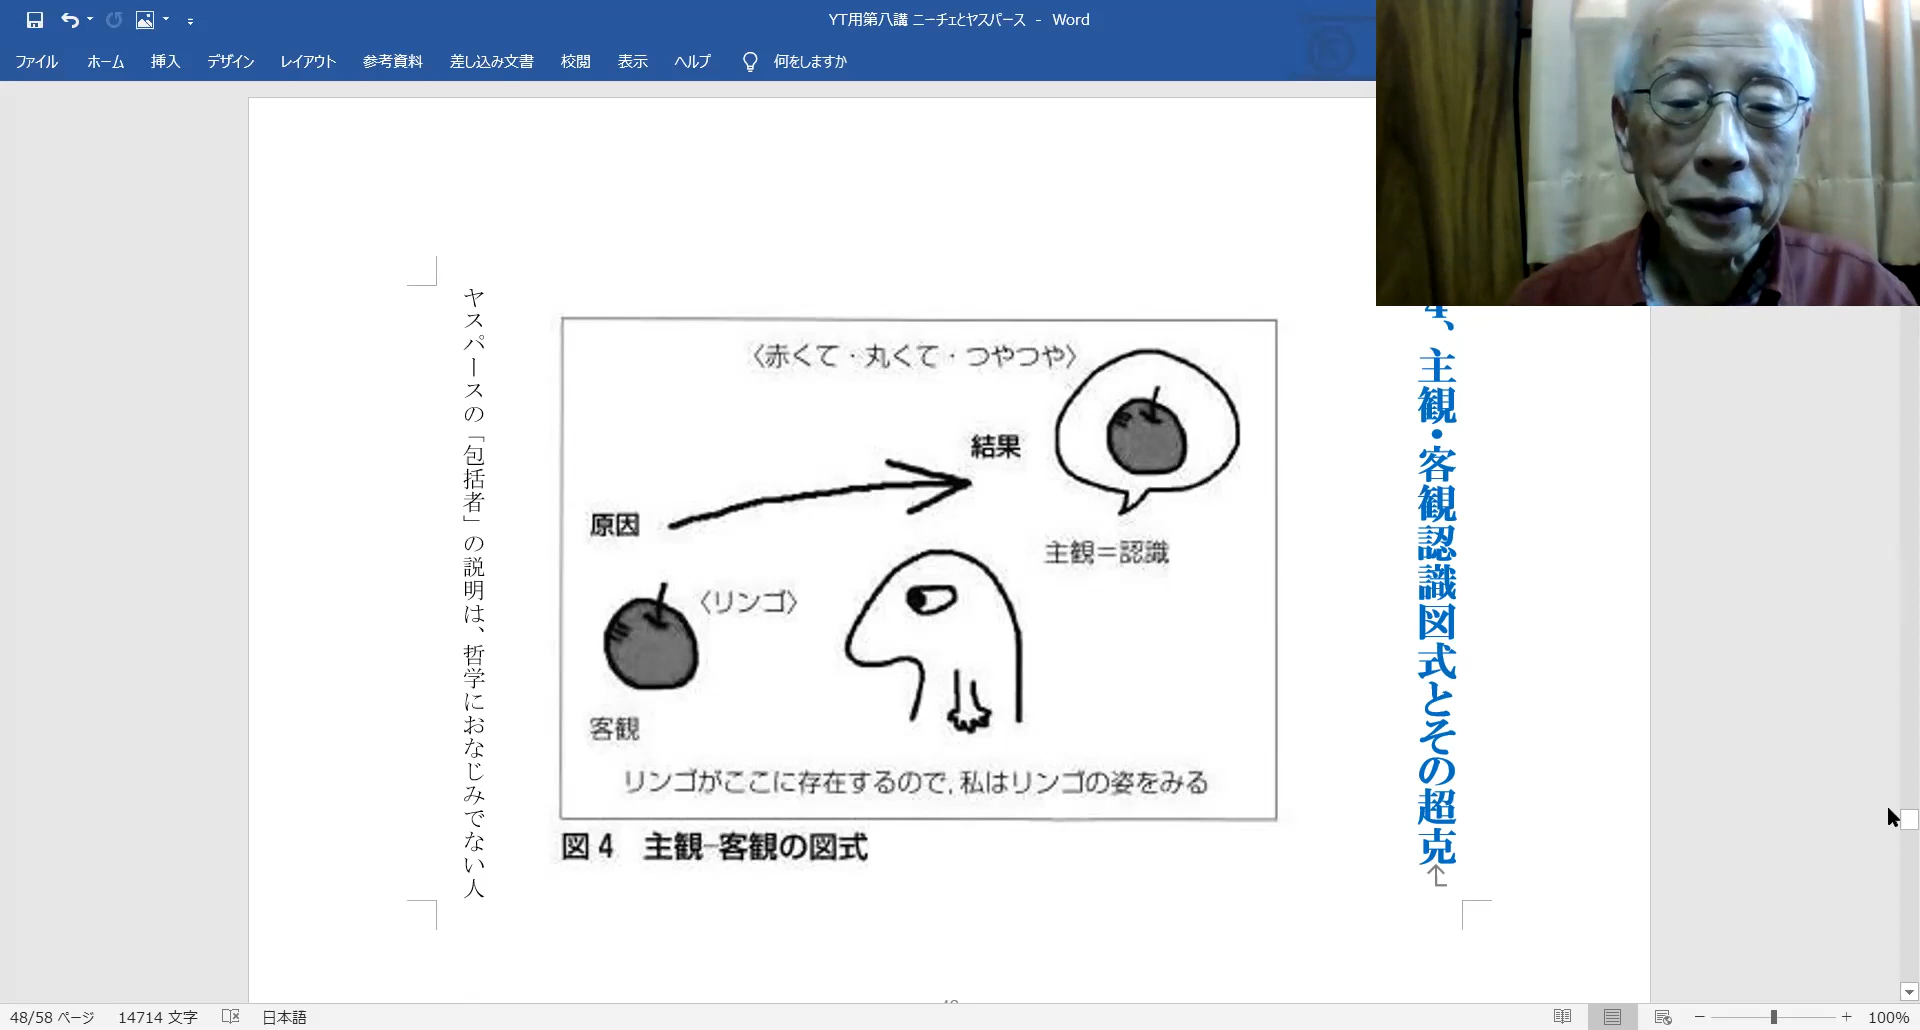 YT用第八講 ニーチェとヤスパース - Word
ファイル ホーム 挿入 デザイン レイアウト 参考資料 差し込み文書 校閲 表示 ヘルプ 何をしますか
4、主観・客観認識図式とその超克
〈赤くて・丸くて・つやつや〉
結果
原因
主観＝認識
〈リンゴ〉
客観
リンゴがここに存在するので, 私はリンゴの姿をみる
図4 主観-客観の図式
ヤスパースの「包括者」の説明は、哲学におなじみでない人
48/58 ページ 14714 文字 日本語 100%